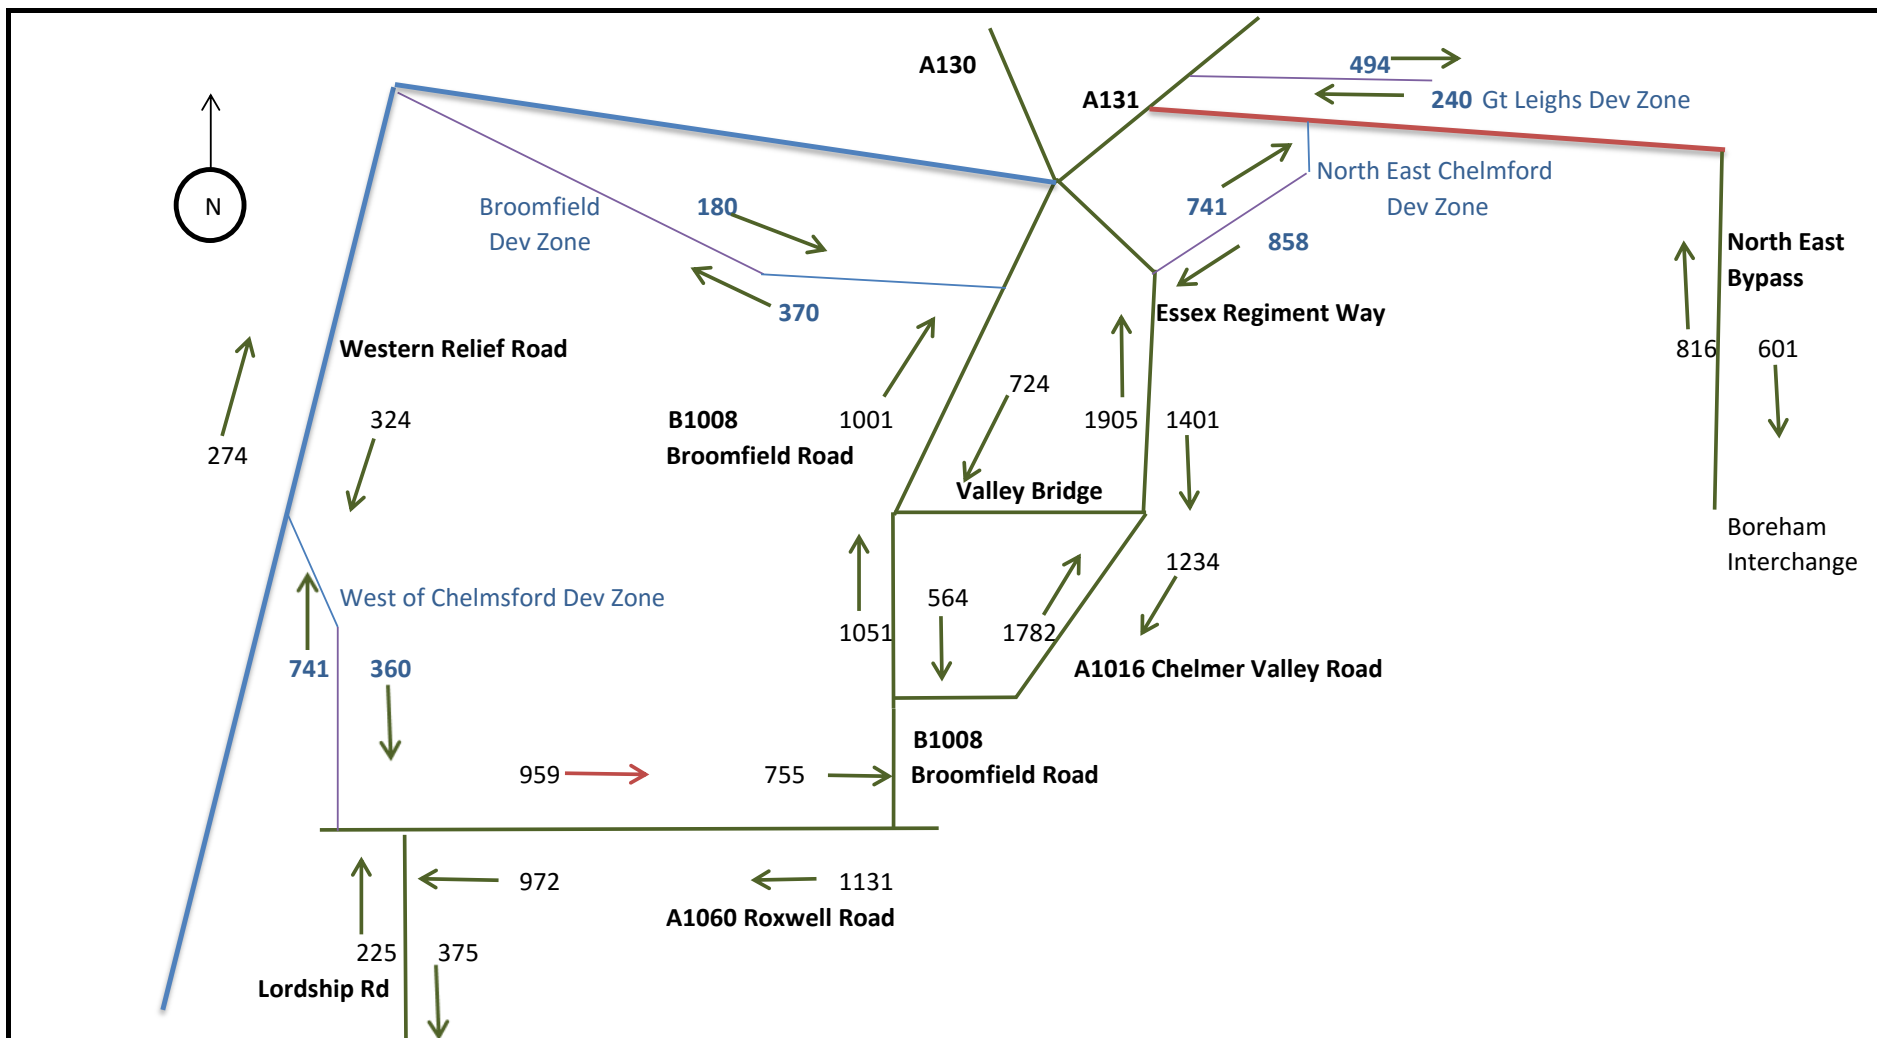 A130
494
A131
240 Gt Leighs Dev Zone
N
Broomfield
Dev Zone
180
741
North East Chelmford
Dev Zone
858
North East
Bypass
370
Essex Regiment Way
Western Relief Road
816
601
724
324
B1008
Broomfield Road
1001
1905
1401
274
Valley Bridge
Boreham
Interchange
1234
West of Chelmsford Dev Zone
564
1051
1782
741
360
A1016 Chelmer Valley Road
B1008
Broomfield Road
959
755
972
1131
A1060 Roxwell Road
225
375
Lordship Rd